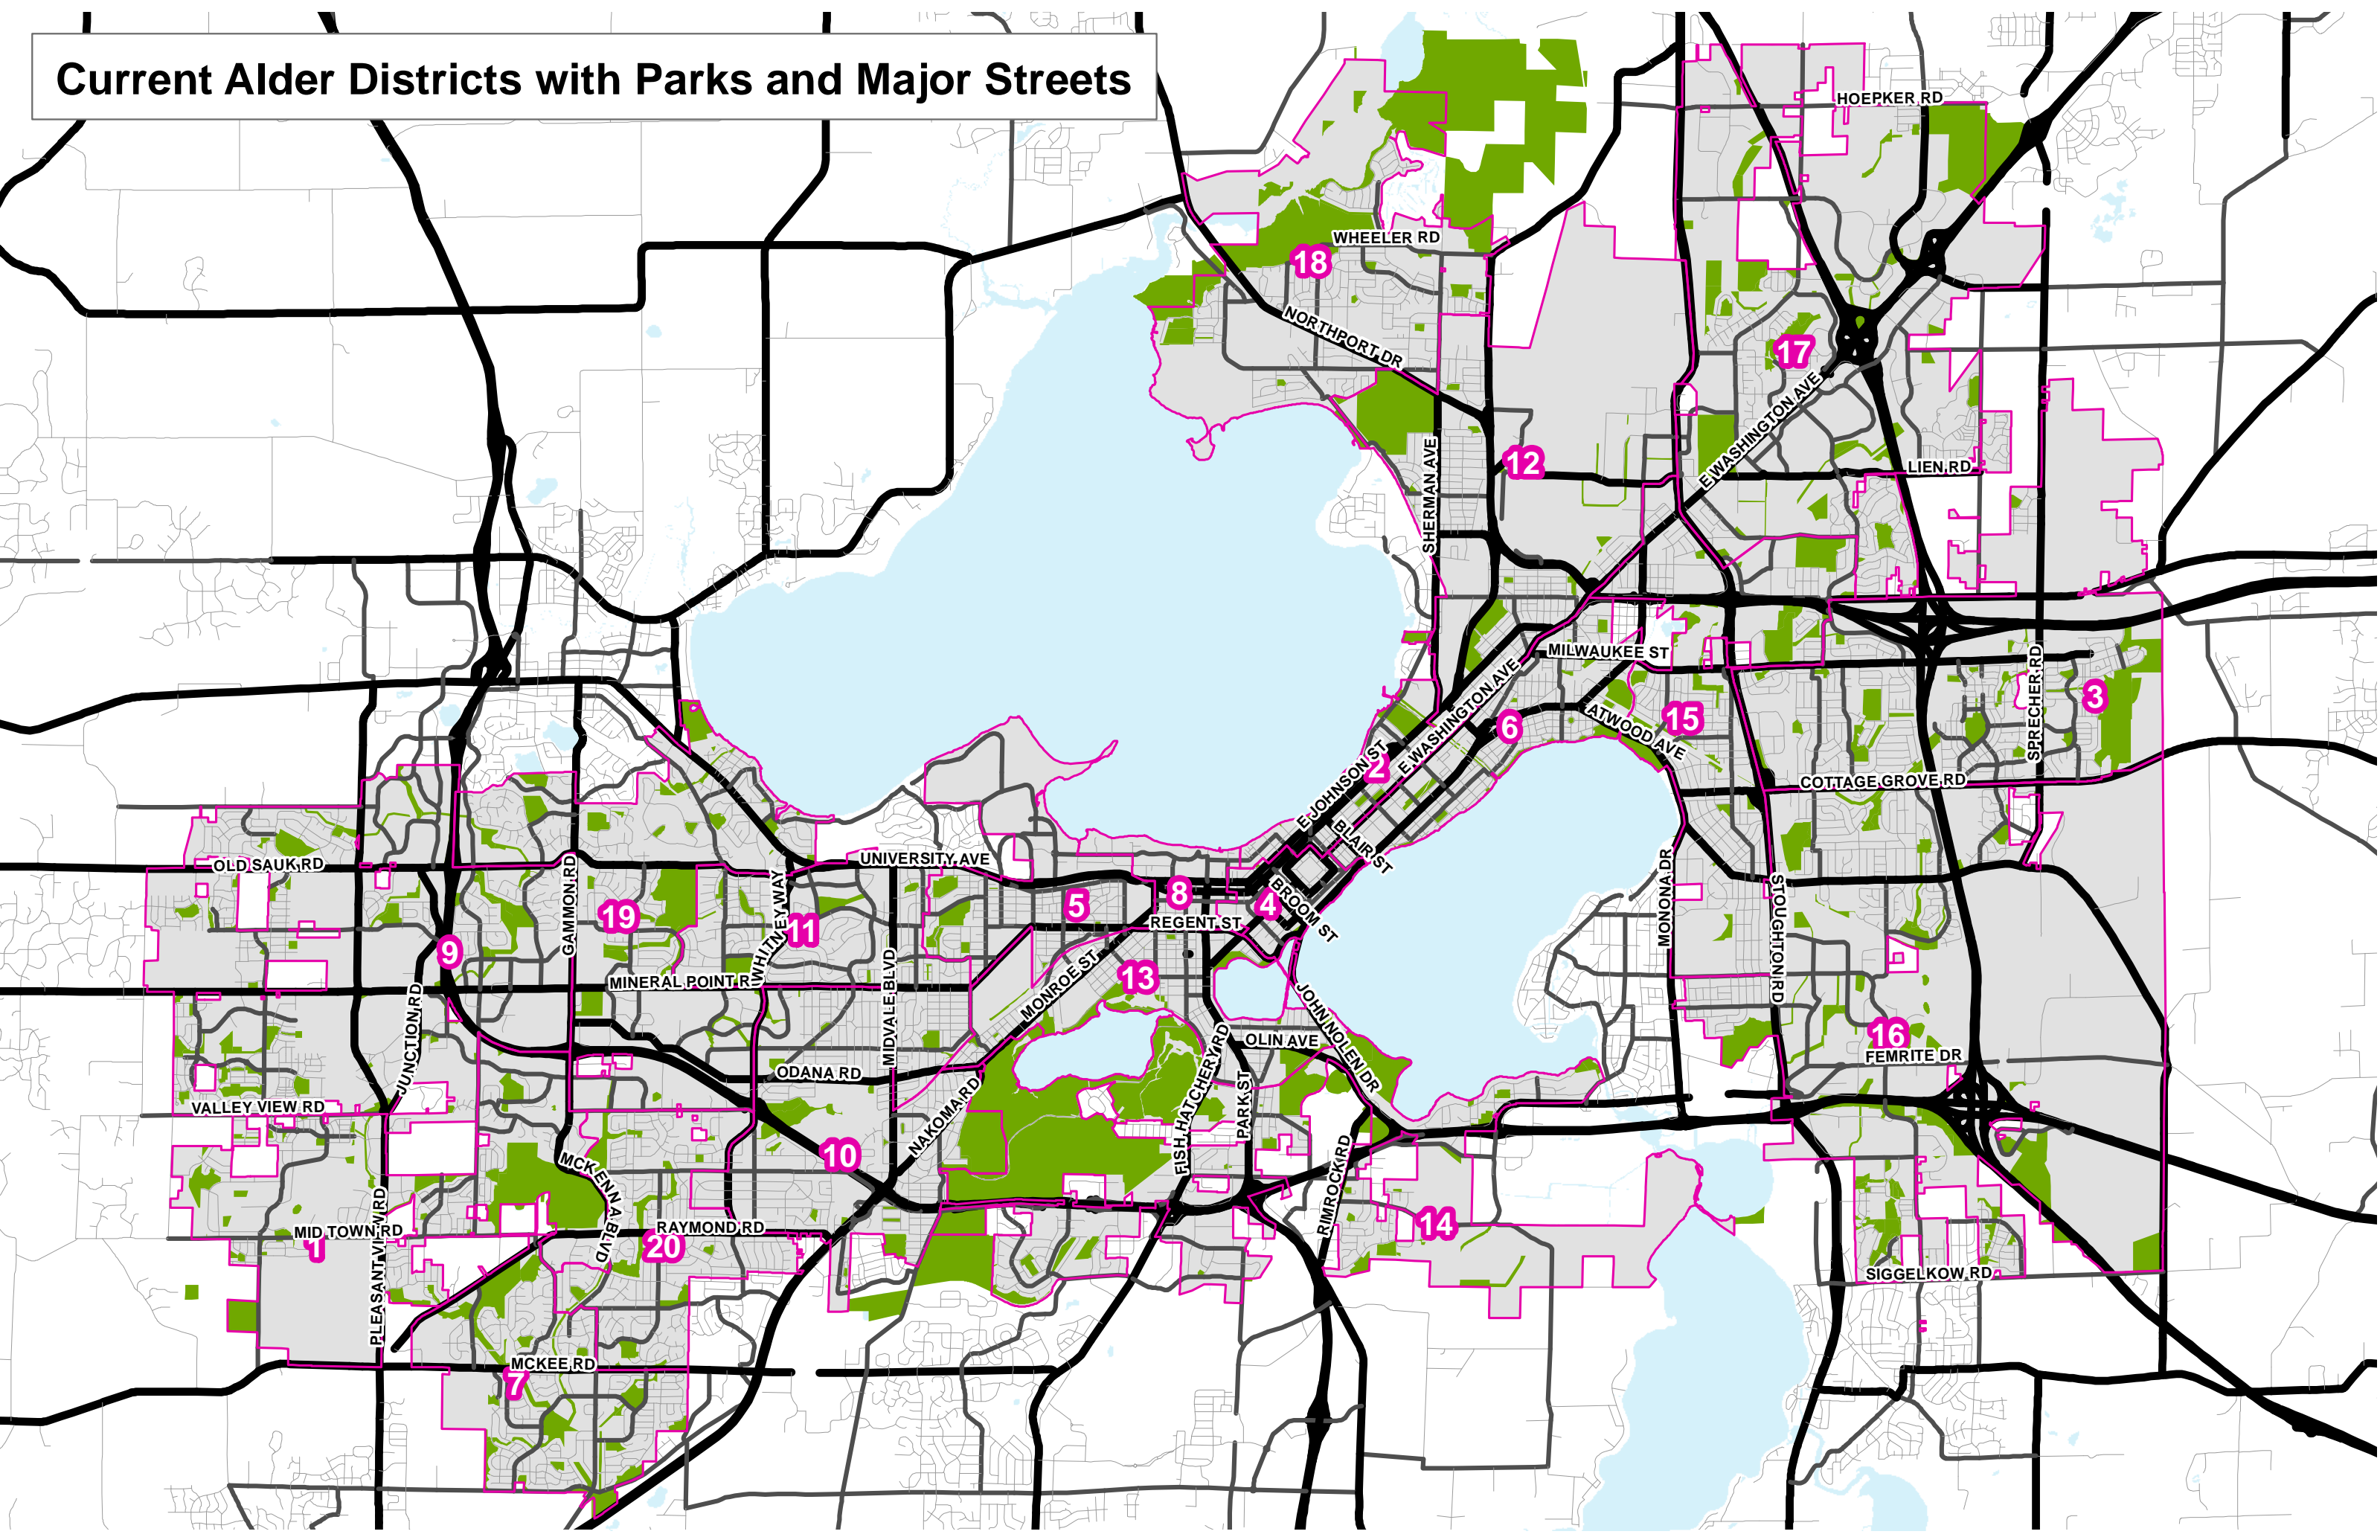 Current Alder Districts with Parks and Major Streets
HOEPKER RD
WHEELER RD
18
NORTHPORT DR
17
E WASHINGTON AVE
SHERMAN AVE
12
LIEN RD
MILWAUKEE ST
SPRECHER RD
3
E WASHINGTON AVE
6
15
ATWOOD AVE
E JOHNSON ST
2
COTTAGE GROVE RD
BLAIR ST
OLD SAUK RD
UNIVERSITY AVE
GAMMON RD
WHITNEY WAY
MONONA DR
STOUGHTON RD
19
11
5
8
4
BROOM ST
REGENT ST
9
MIDVALE BLVD
MINERAL POINT RD
MONROE ST
13
JUNCTION RD
JOHN NOLEN DR
16
OLIN AVE
FEMRITE DR
ODANA RD
FISH HATCHERY RD
PARK ST
VALLEY VIEW RD
NAKOMA RD
10
MCKENNA BLVD
RIMROCK RD
PLEASANT VIEW RD
MID TOWN RD
1
RAYMOND RD
20
14
SIGGELKOW RD
MCKEE RD
7